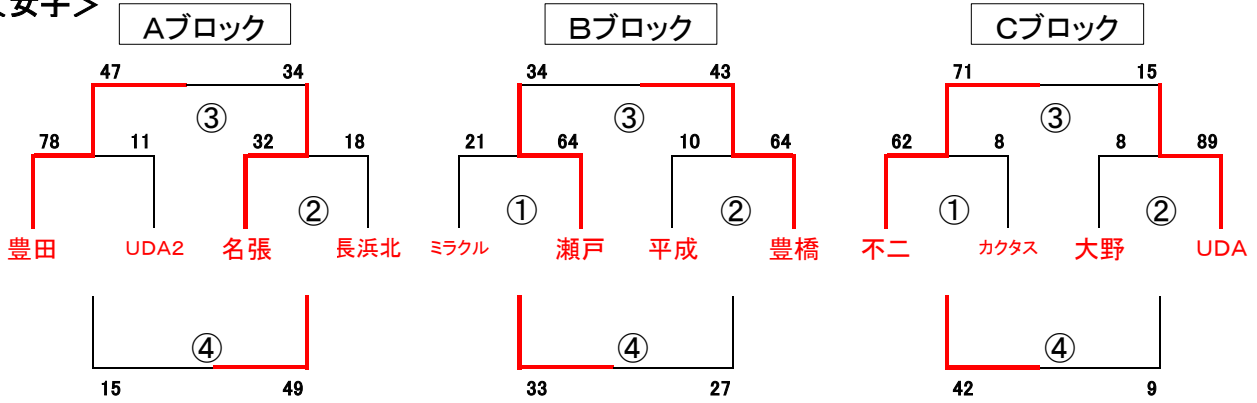 女子＞
Aブロック Bブロック Cブロック
47 34 34 43 71 15
③ ③ ③
78 11 32 18 21 64 10 64 62 8 8 89
② ① ② ① ②
豊田 UDA2 名張 長浜北 ミラクル 瀬戸 平成 豊橋 不二 カクタス 大野 UDA
④ ④ ④
15 49 33 27 42 9